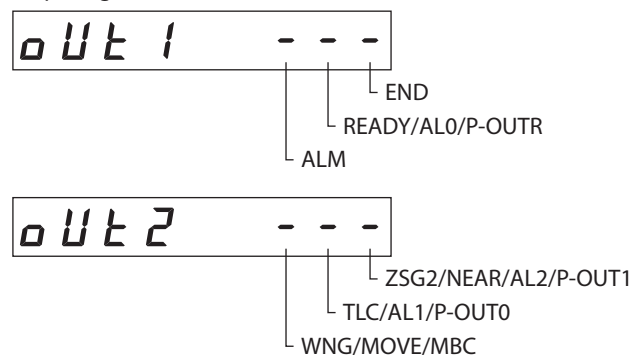 oUt1 - - -
END
READY/AL0/P-OUTR
ALM
oUt2 - - -
ZSG2/NEAR/AL2/P-OUT1
TLC/AL1/P-OUT0
WNG/MOVE/MBC